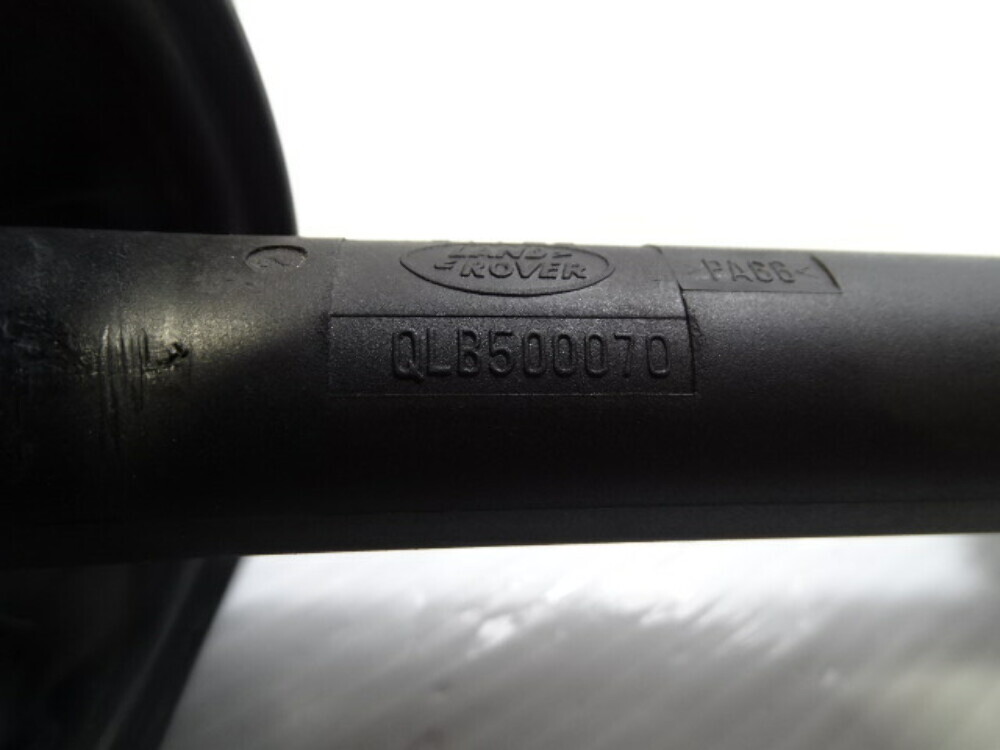 LAND
ROVER
>PA66<
QLB500070